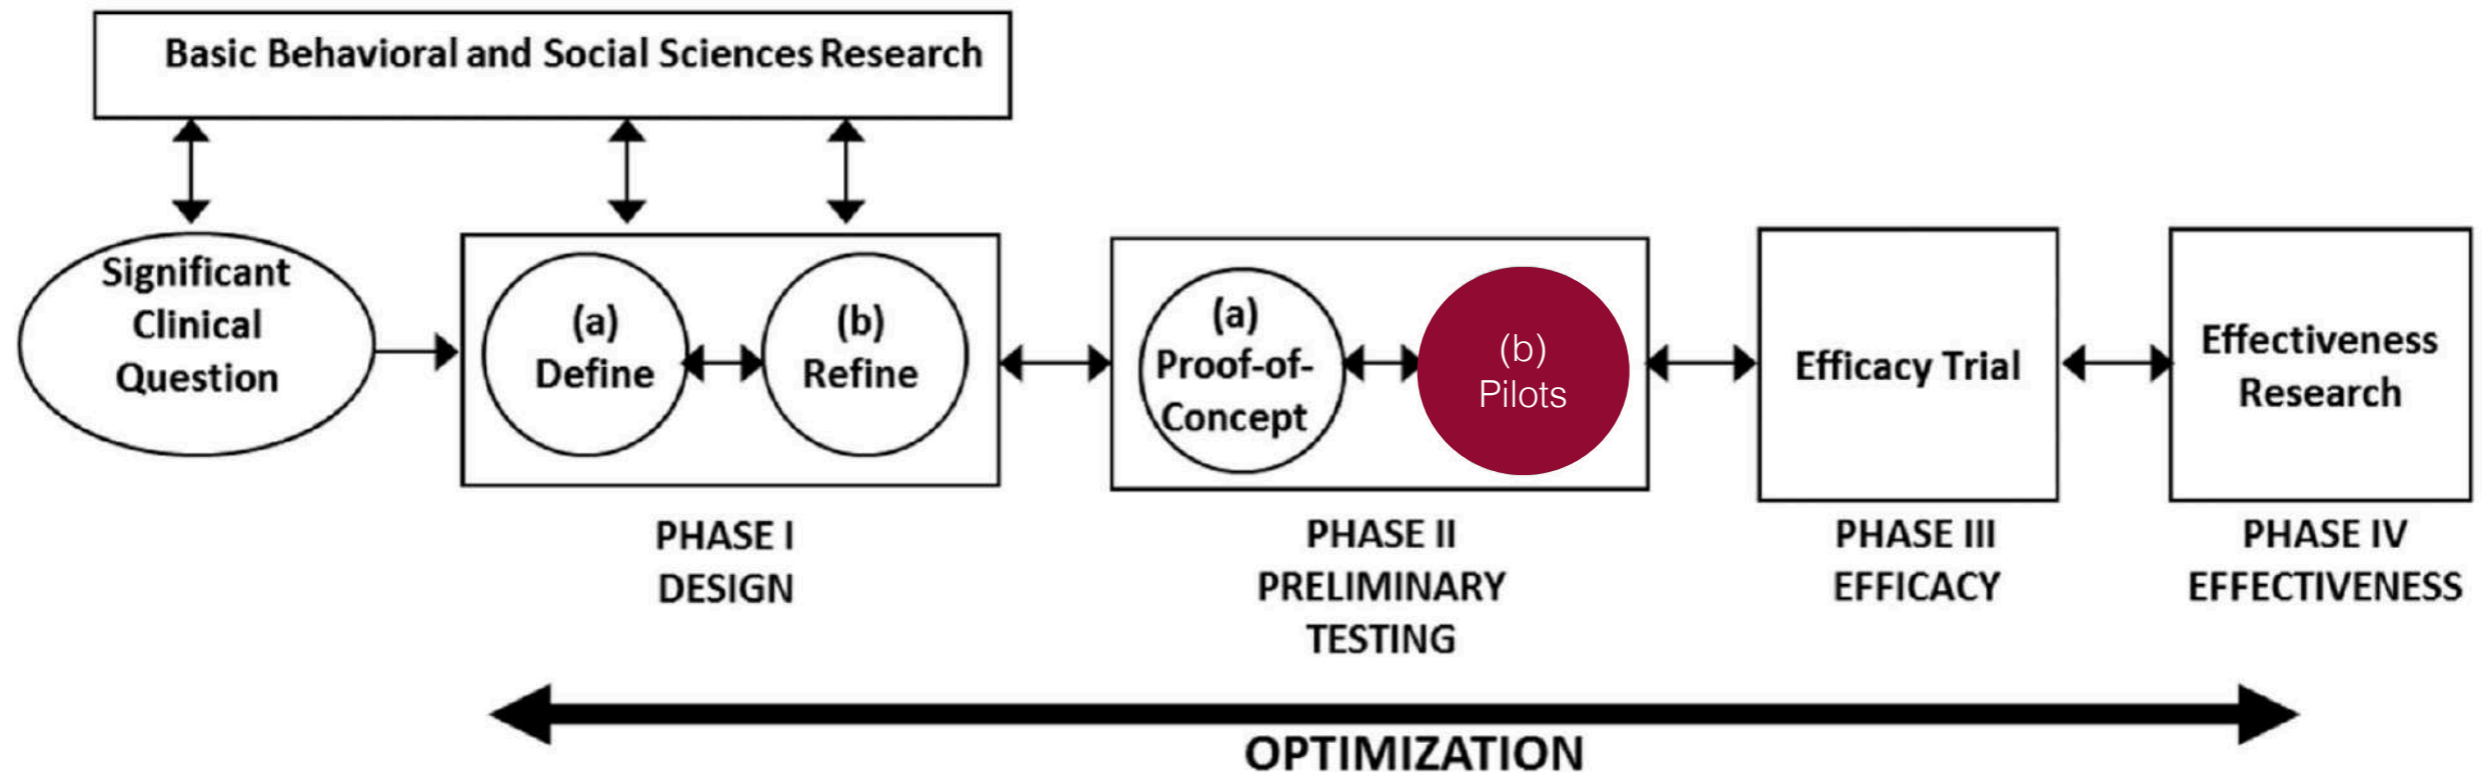 Basic Behavioral and Social Sciences Research
Significant
Clinical
Question
(a)
Define
(b)
Refine
(a)
Proof-of-
Concept
(b)
Pilots
Efficacy Trial
Effectiveness
Research
PHASE I
DESIGN
PHASE II
PRELIMINARY
TESTING
PHASE III
EFFICACY
PHASE IV
EFFECTIVENESS
OPTIMIZATION